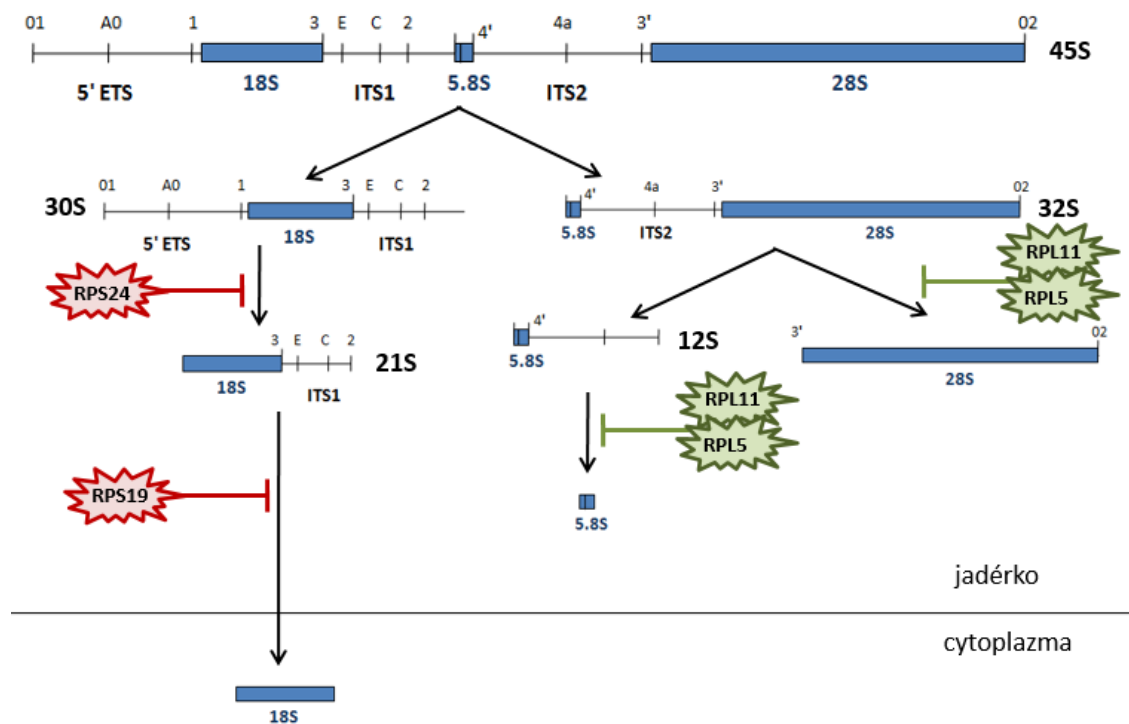 01 A0 1 3 E C 2 4' 4a 3' 02
45S
18S 5.8S 28S
5' ETS ITS1 ITS2
01 A0 1 3 E C 2
30S
5' ETS 18S ITS1
4' 4a 3' 02
32S
5.8S ITS2 28S
RPS24
RPL11
RPL5
3 E C 2
21S
18S ITS1
4'
12S
5.8S
3' 02
28S
RPL11
RPL5
RPS19
5.8S
jadérko
cytoplazma
18S